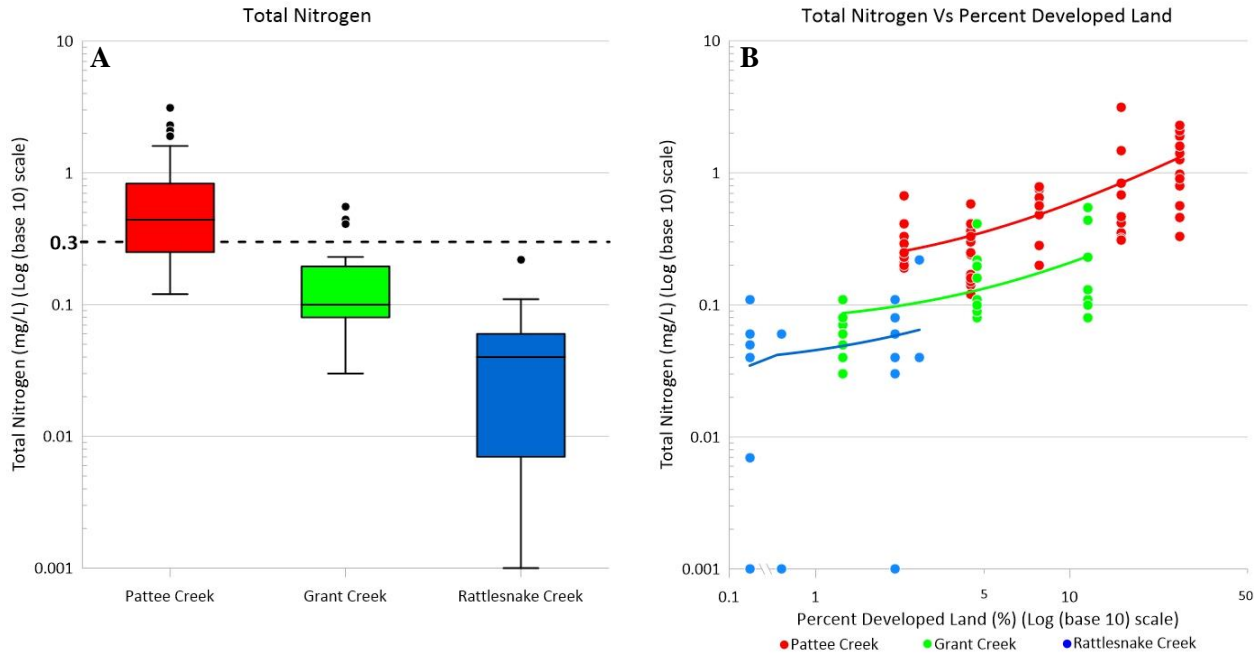 Total Nitrogen
A
10
1
0.3
0.1
0.01
0.001
Total Nitrogen (mg/L) (Log (base 10) scale)
Pattee Creek
Grant Creek
Rattlesnake Creek
Total Nitrogen Vs Percent Developed Land
B
10
1
0.1
0.01
0.001
Total Nitrogen (mg/L) (Log (base 10) scale)
0.1
1
5
10
50
Percent Developed Land (%) (Log (base 10) scale)
Pattee Creek
Grant Creek
Rattlesnake Creek